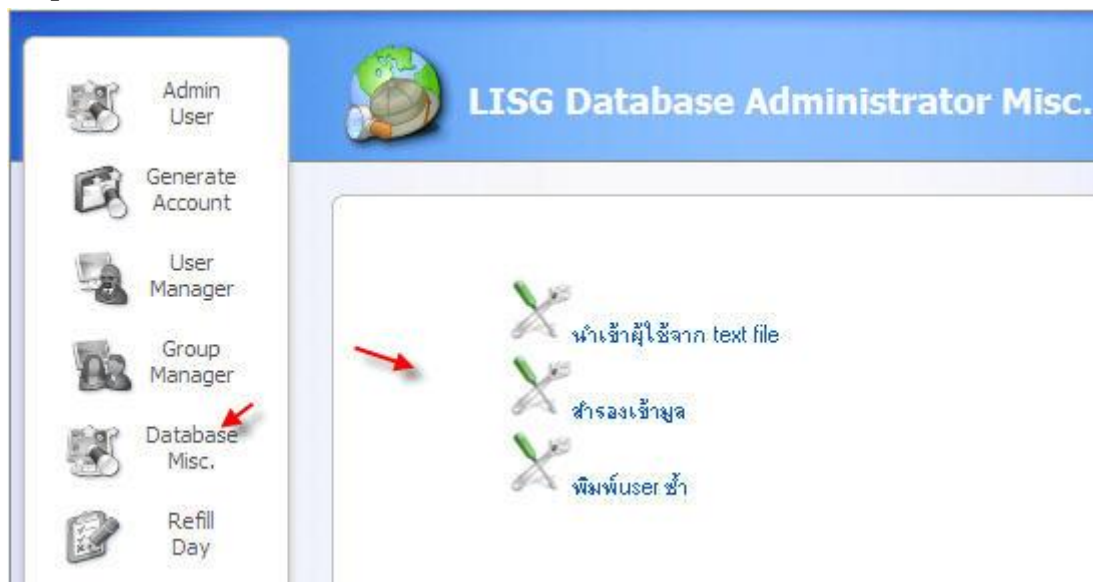 Admin
User
Generate
Account
User
Manager
Group
Manager
Database
Misc.
Refill
Day
LISG Database Administrator Misc.
นำเข้าผู้ใช้จาก text file
สำรองเข้ามูล
พิมพ์user ซ้ำ